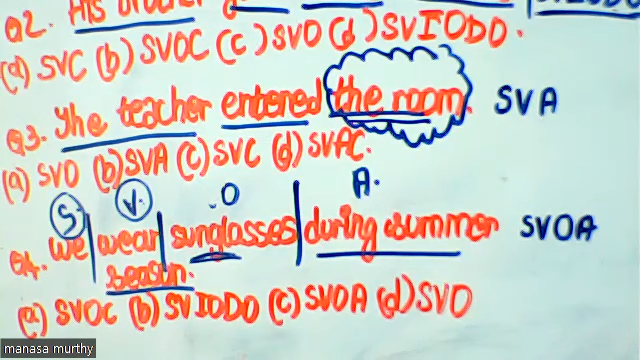 Q2. His brother
(a) SVC (b) SVOC (c) SVO (d) SVIODO.
Q3. The teacher entered the room. SVA
(a) SVO (b) SVA (c) SVC (d) SVAC.
S. V. O A.
Q4. We | wear | sunglasses | during summer SVOA
season.
(a) SVOC (b) SVIODO (c) SVOA (d) SVO
manasa murthy